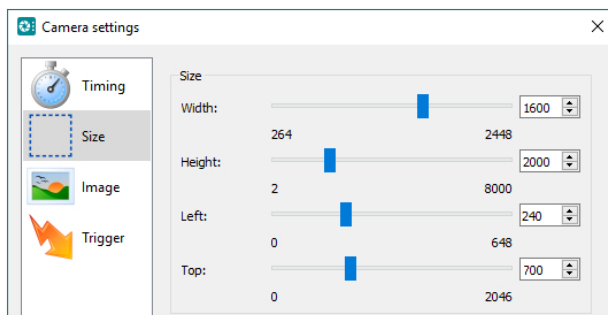 Camera settings
Timing
Size
Image
Trigger
Size
Width:
1600
264 2448
Height:
2000
2 8000
Left:
240
0 648
Top:
700
0 2046